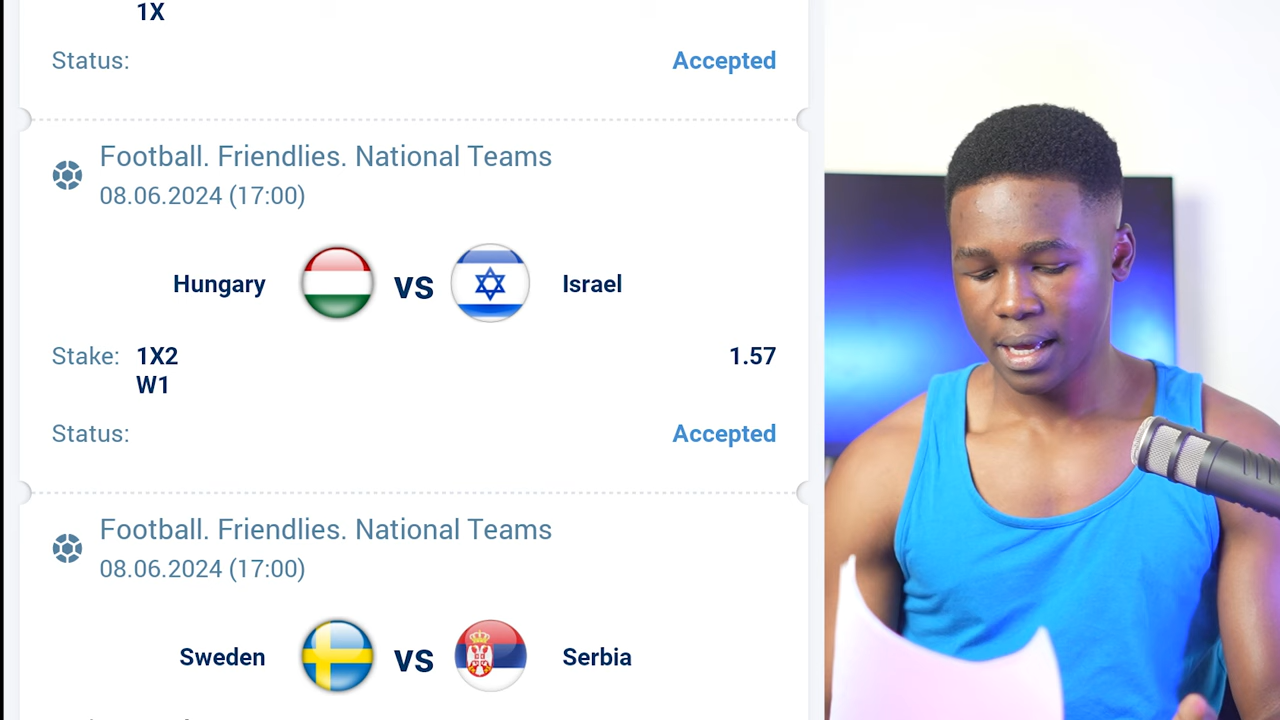 1X
Status: Accepted
Football. Friendlies. National Teams
08.06.2024 (17:00)
Hungary VS Israel
Stake: 1X2 1.57
W1
Status: Accepted
Football. Friendlies. National Teams
08.06.2024 (17:00)
Sweden VS Serbia